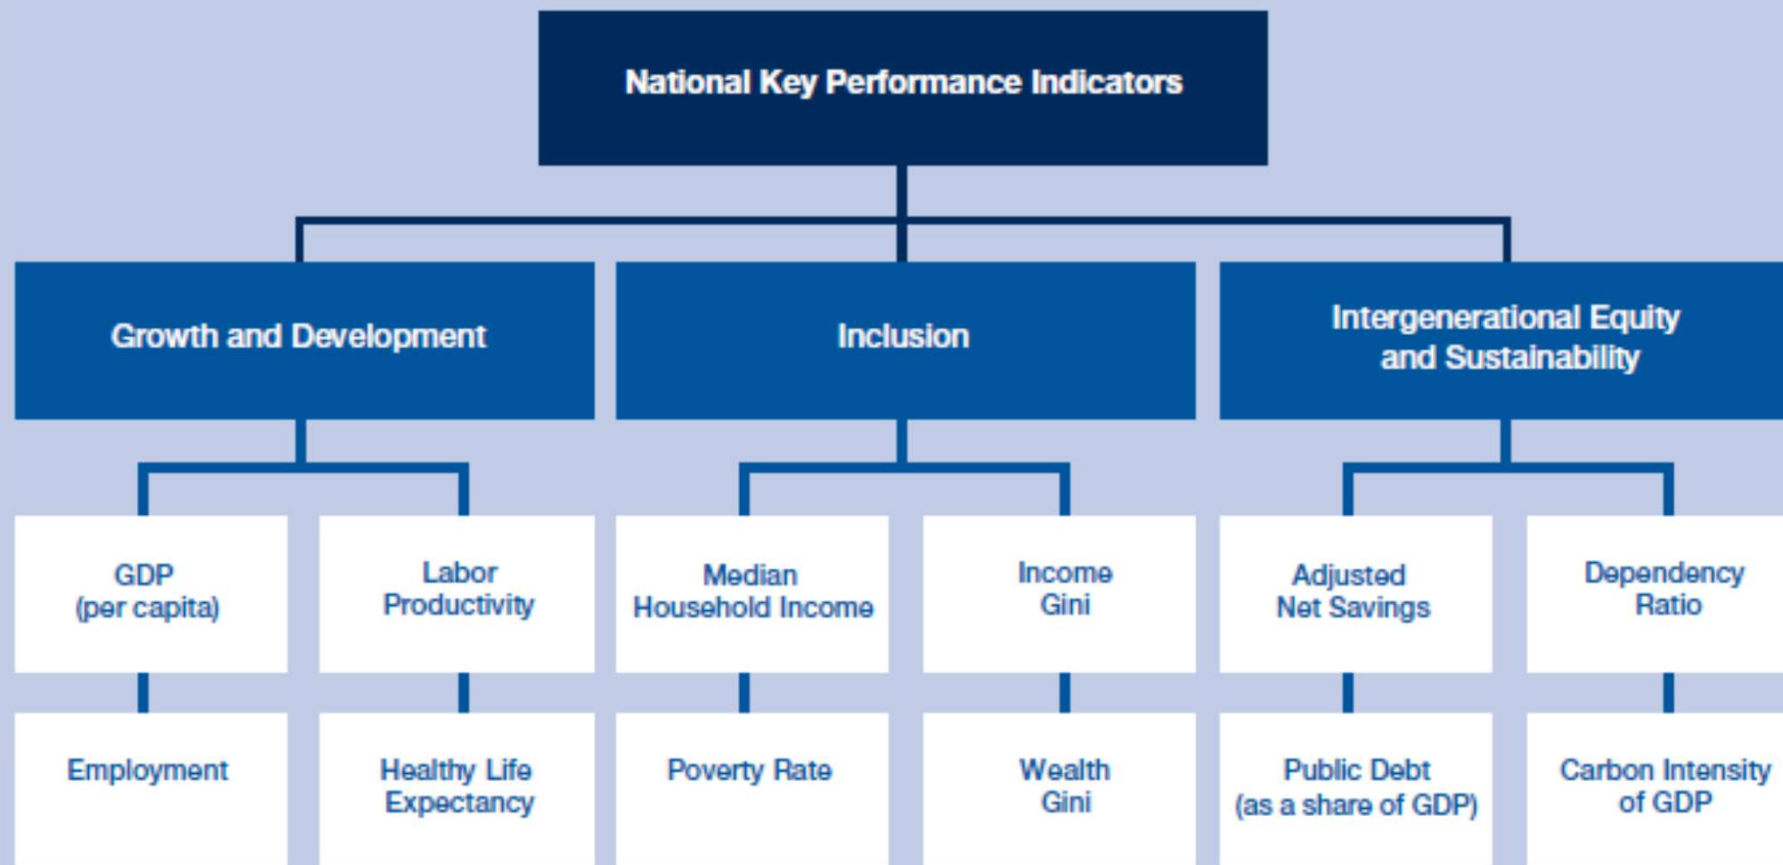 National Key Performance Indicators
Growth and Development
Inclusion
Intergenerational Equity
and Sustainability
GDP
(per capita)
Labor
Productivity
Median
Household Income
Income
Gini
Adjusted
Net Savings
Dependency
Ratio
Employment
Healthy Life
Expectancy
Poverty Rate
Wealth
Gini
Public Debt
(as a share of GDP)
Carbon Intensity
of GDP